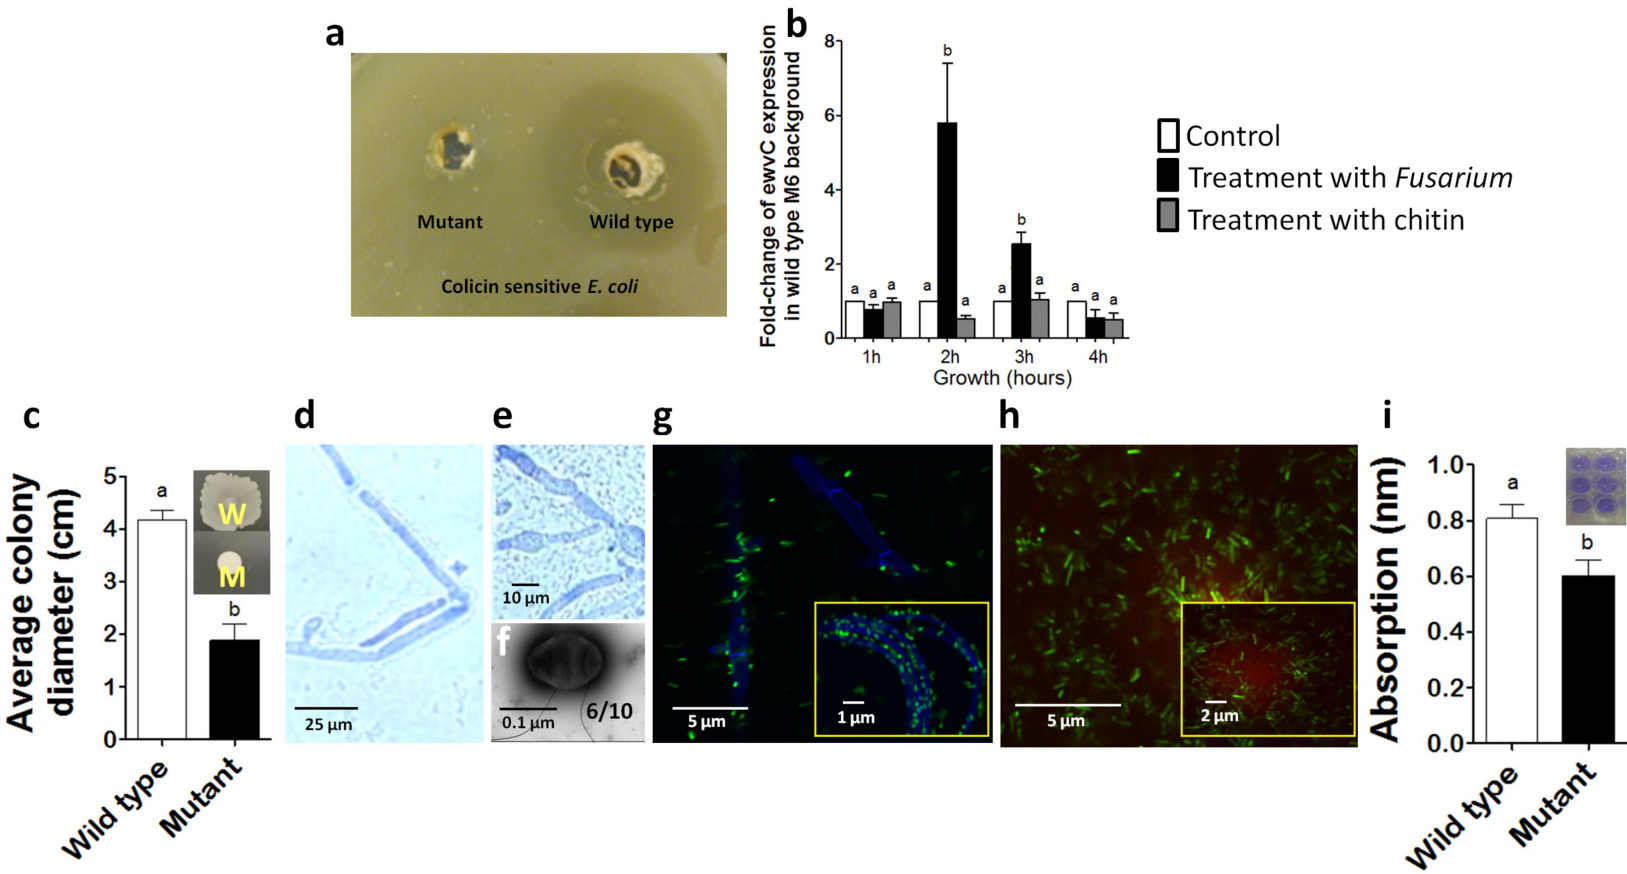 a
Mutant
Wild type
Colicin sensitive E. coli
b
Fold-change of ewvC expression
in wild type M6 background
8
6
4
2
0
a
a
a
a
b
a
a
b
a
a
a
a
1h
2h
3h
4h
Growth (hours)
Control
Treatment with Fusarium
Treatment with chitin
c
Average colony
diameter (cm)
5
4
3
2
1
0
a
b
W
M
Wild type
Mutant
d
25 µm
e
10 µm
f
0.1 µm
6/10
g
5 µm
1 µm
h
5 µm
2 µm
i
Absorption (nm)
1.0
0.8
0.6
0.4
0.2
0.0
a
b
Wild type
Mutant